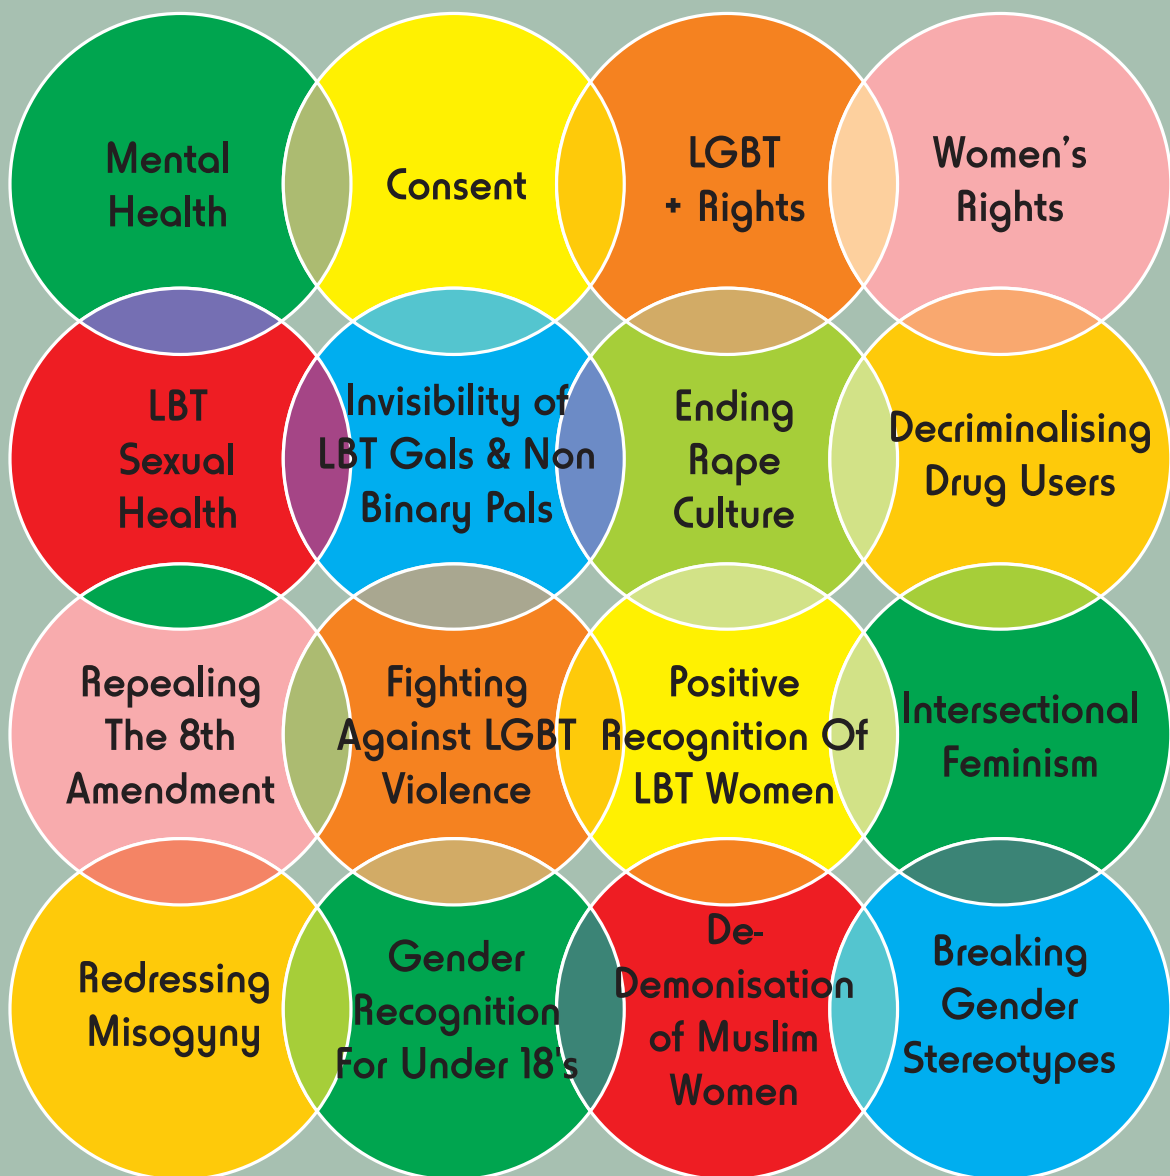 Mental
Health
Consent
LGBT
+ Rights
Women's
Rights
LBT
Sexual
Health
Invisibility of
LBT Gals & Non
Binary Pals
Ending
Rape
Culture
Decriminalising
Drug Users
Repealing
The 8th
Amendment
Fighting
Against LGBT
Violence
Positive
Recognition Of
LBT Women
Intersectional
Feminism
Redressing
Misogyny
Gender
Recognition
For Under 18's
De-
Demonisation
of Muslim
Women
Breaking
Gender
Stereotypes